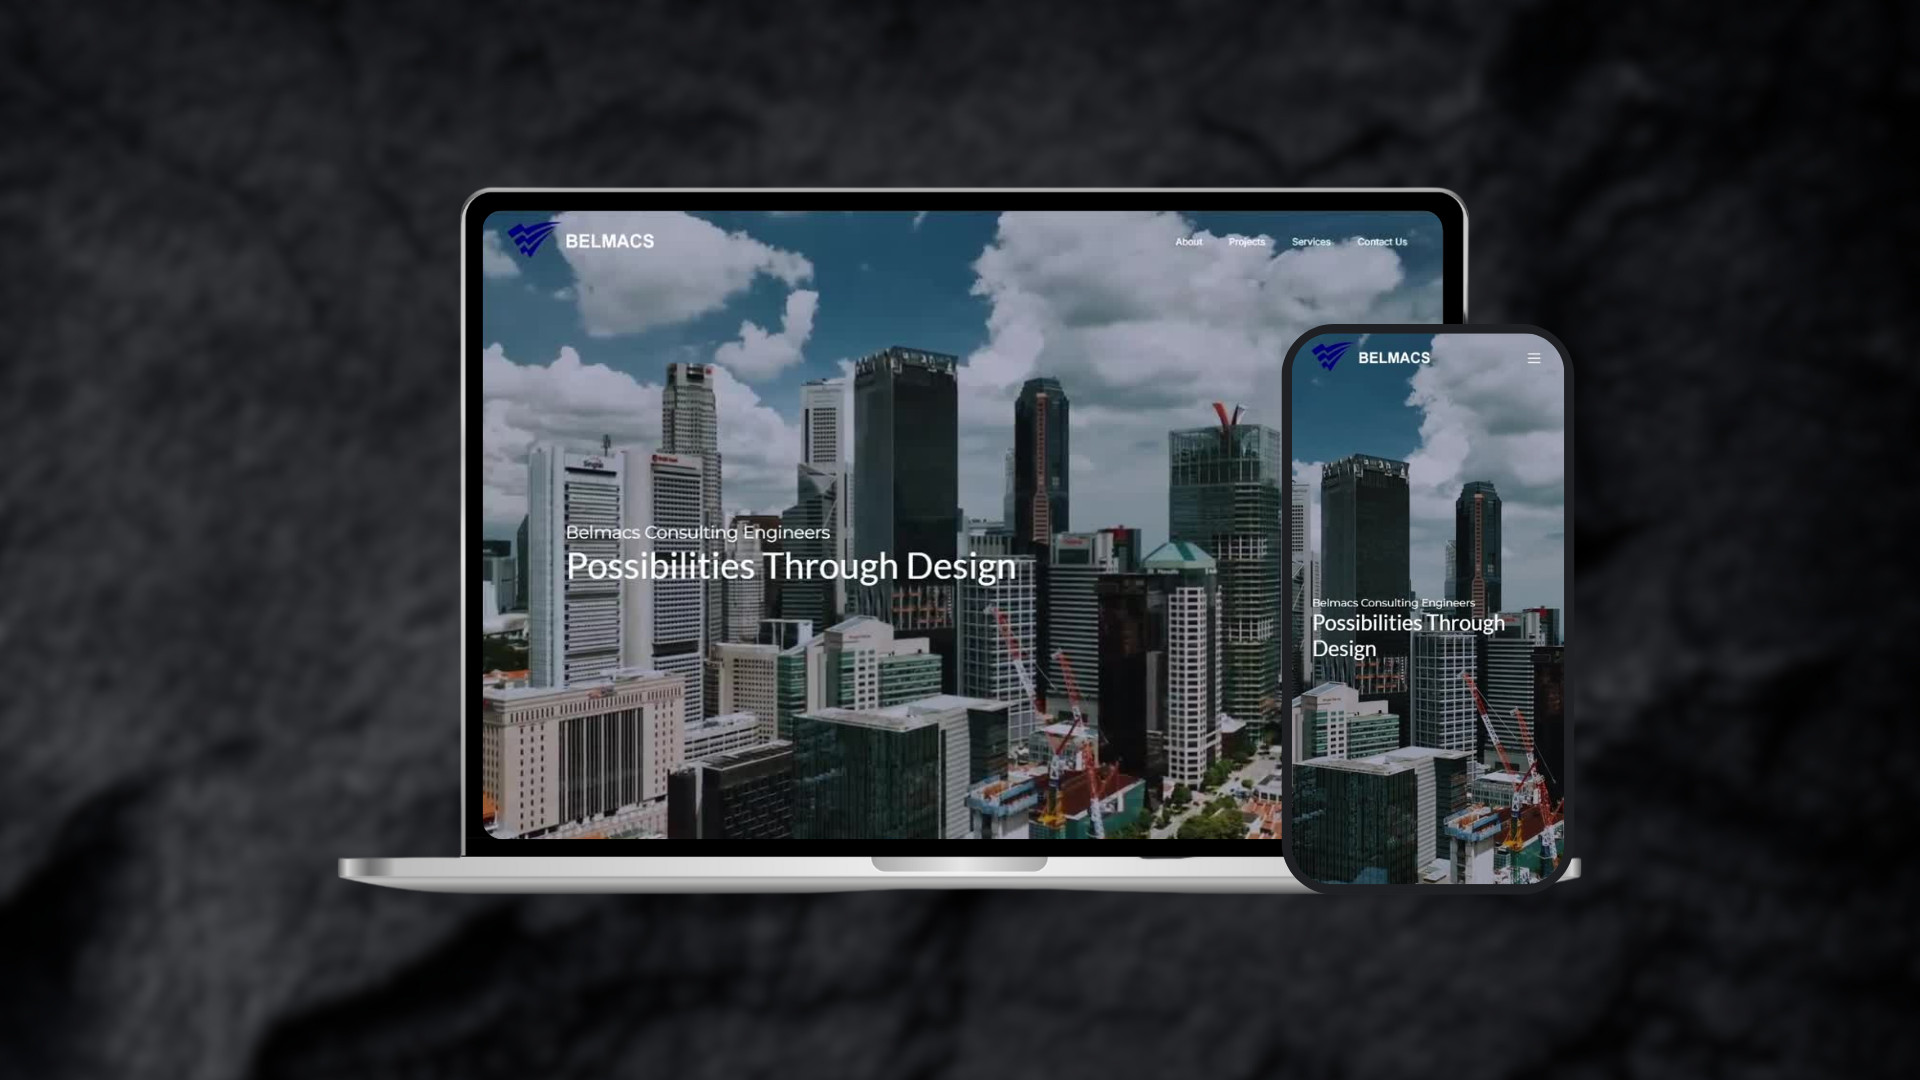 BELMACS
About Projects Services Contact Us
Belmacs Consulting Engineers
Possibilities Through Design
BELMACS
Belmacs Consulting Engineers
Possibilities Through
Design